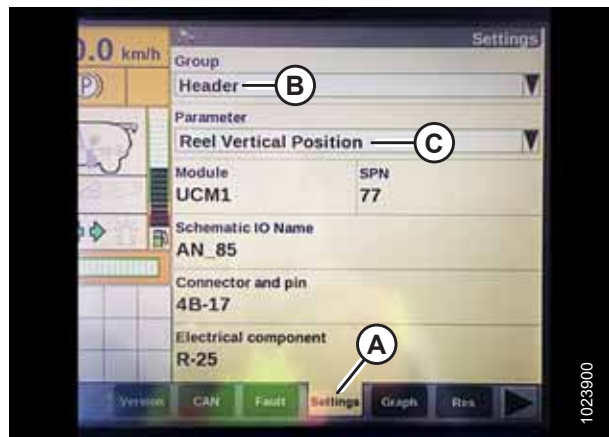 .0 km/h
Settings
(P)
Group
Header
B
Parameter
Reel Vertical Position
C
Module SPN
UCM1 77
Schematic IO Name
AN_85
Connector and pin
4B-17
Electrical component
R-25
A
Version CAN Fault Settings Graph Res
1023900